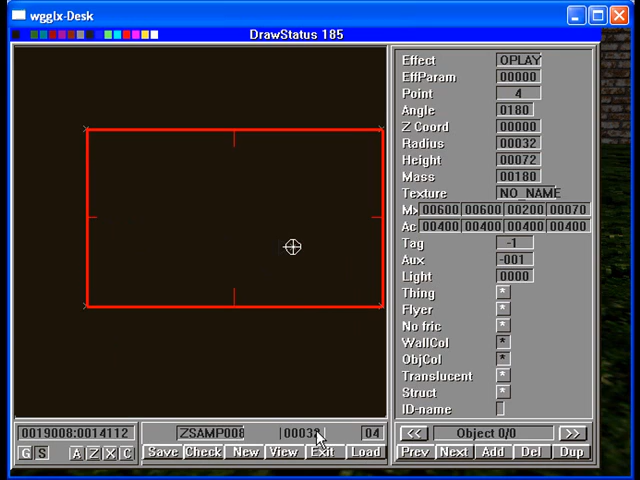 wgglx-Desk
DrawStatus 185
Effect OPLAY
EffParam 00000
Point 4
Angle 0180
Z Coord 00000
Radius 00032
Height 00072
Mass 00180
Texture NO_NAME
Mx 00600 00600 00200 00070
Ac 00400 00400 00400 00400
Tag -1
Aux -001
Light 0000
Thing *
Flyer *
No fric *
WallCol *
ObjCol *
Translucent *
Struct *
ID-name
0019008:0014112 ZSAMP008 |00038| 04 << Object 0/0 >>
G S A Z X C Save Check New View Exit Load Prev Next Add Del Dup